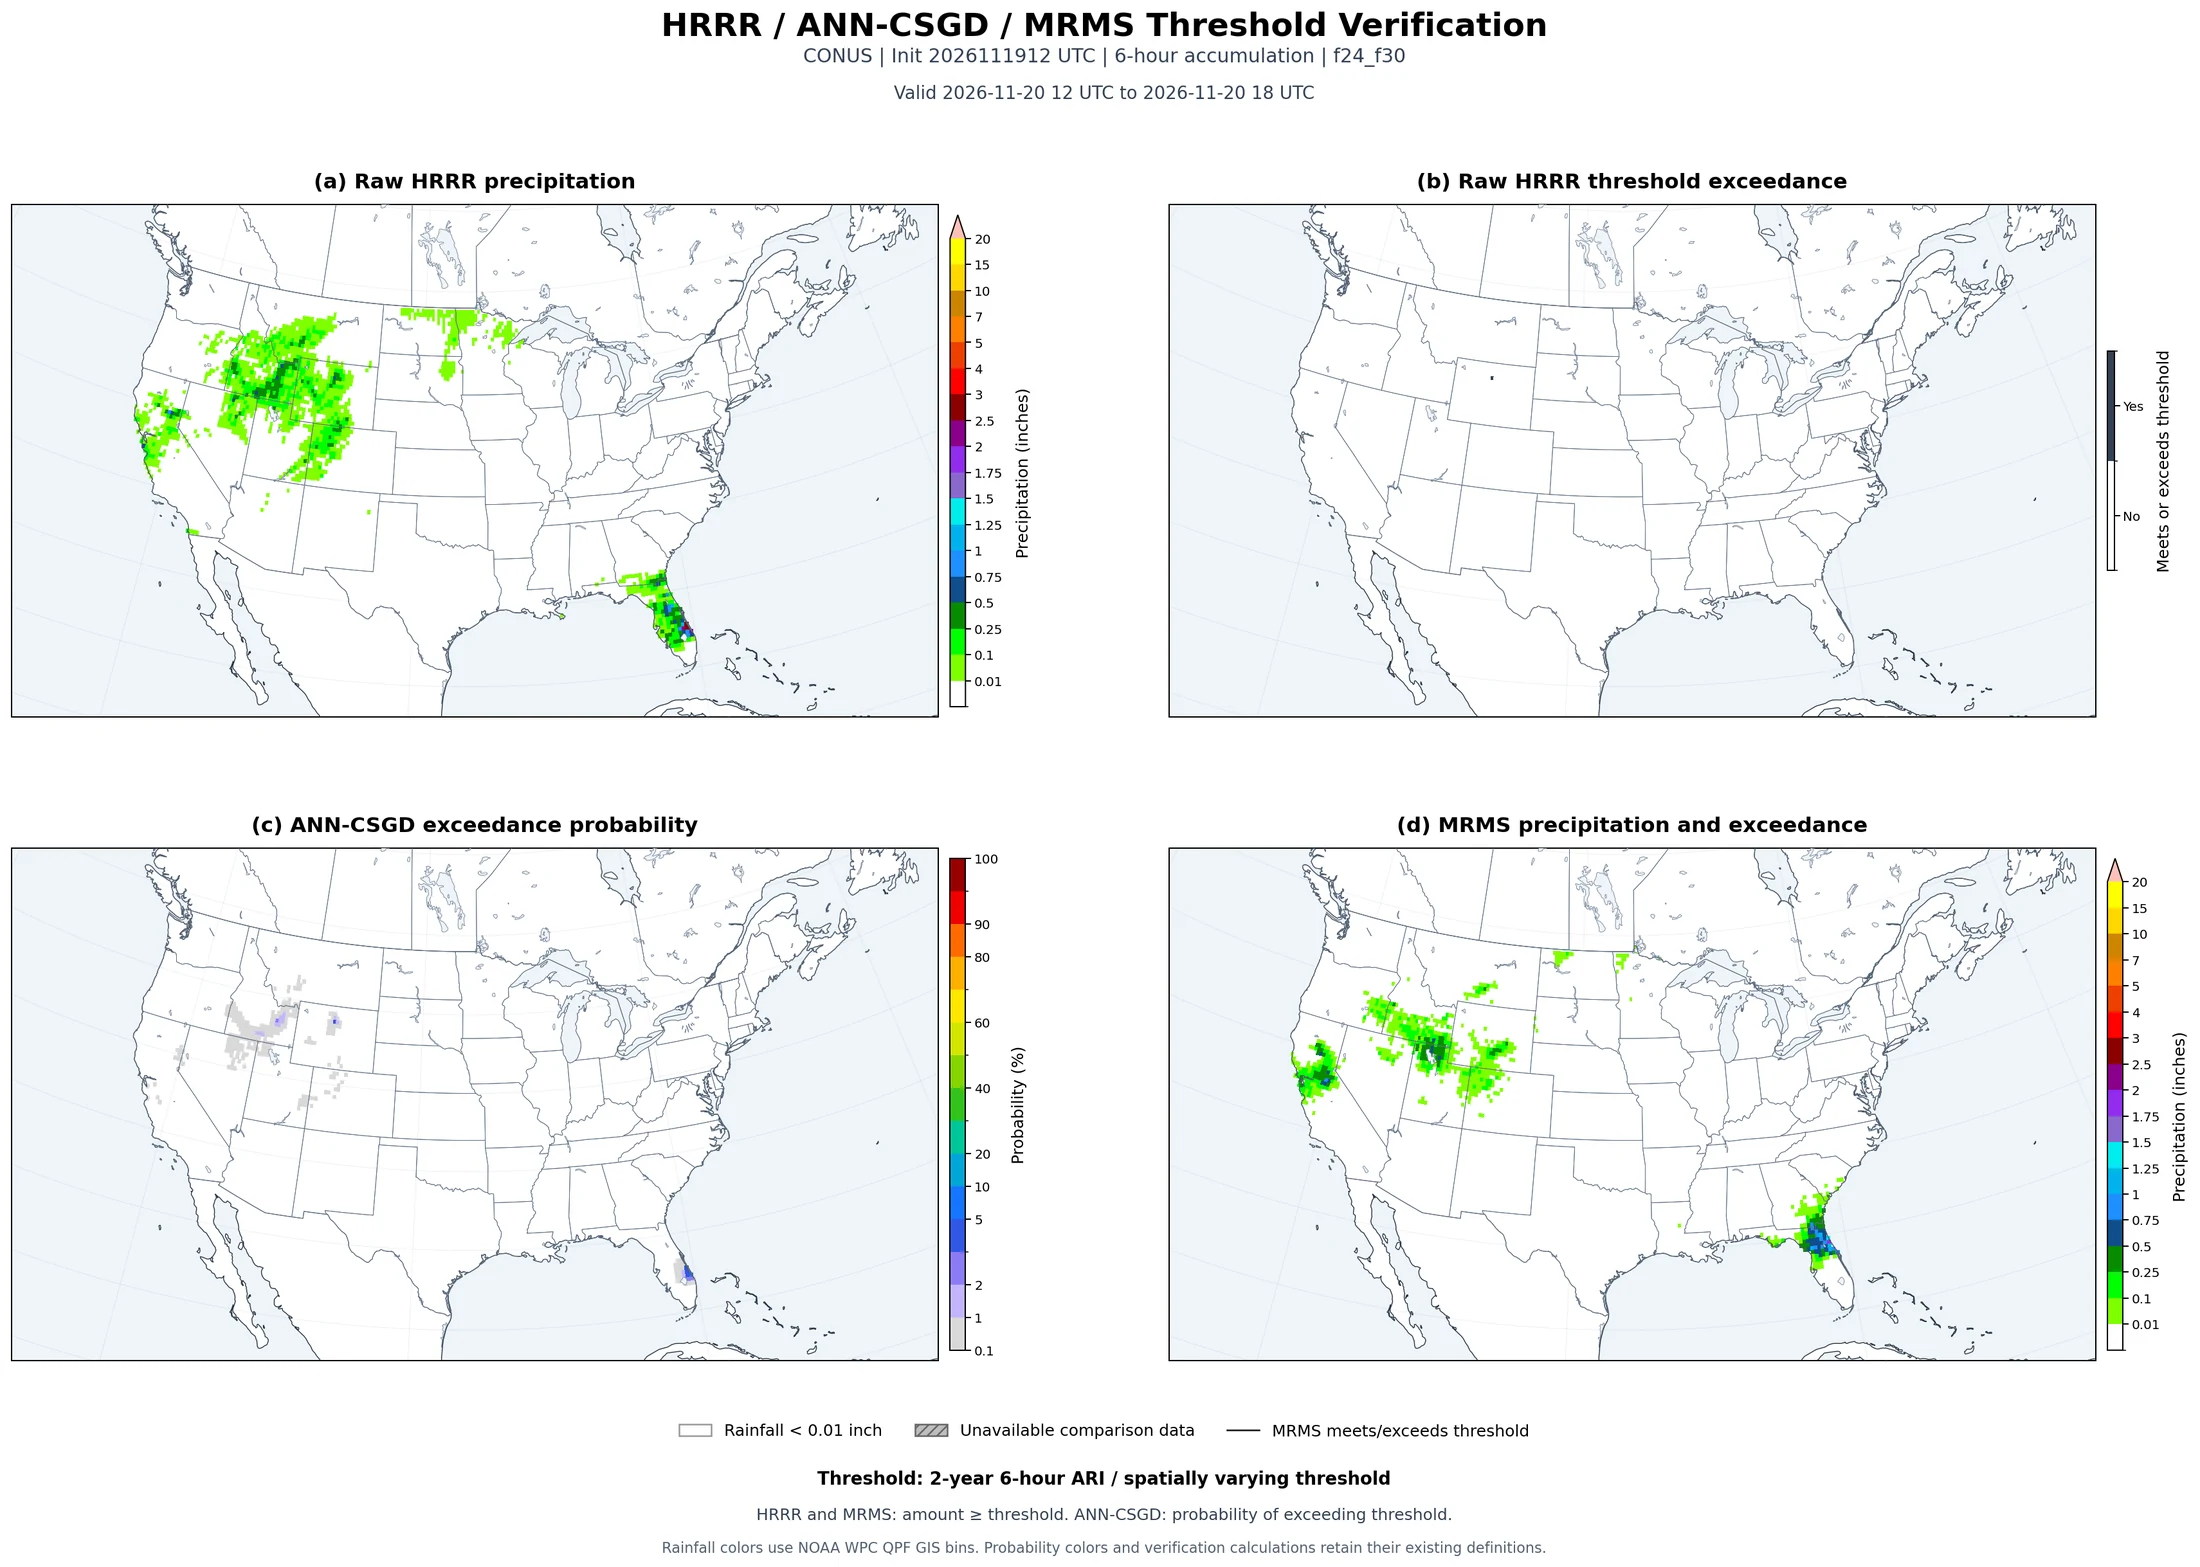 HRRR / ANN-CSGD / MRMS Threshold Verification
CONUS | Init 2026111912 UTC | 6-hour accumulation | f24_f30
Valid 2026-11-20 12 UTC to 2026-11-20 18 UTC
(a) Raw HRRR precipitation
20
15
10
7
5
4
3
2.5
2
1.75
1.5
1.25
1
0.75
0.5
0.25
0.1
0.01
Precipitation (inches)
(b) Raw HRRR threshold exceedance
Yes
No
Meets or exceeds threshold
(c) ANN-CSGD exceedance probability
100
90
80
60
40
20
10
5
2
1
0.1
Probability (%)
(d) MRMS precipitation and exceedance
20
15
10
7
5
4
3
2.5
2
1.75
1.5
1.25
1
0.75
0.5
0.25
0.1
0.01
Precipitation (inches)
Rainfall < 0.01 inch
Unavailable comparison data
MRMS meets/exceeds threshold
Threshold: 2-year 6-hour ARI / spatially varying threshold
HRRR and MRMS: amount ≥ threshold. ANN-CSGD: probability of exceeding threshold.
Rainfall colors use NOAA WPC QPF GIS bins. Probability colors and verification calculations retain their existing definitions.